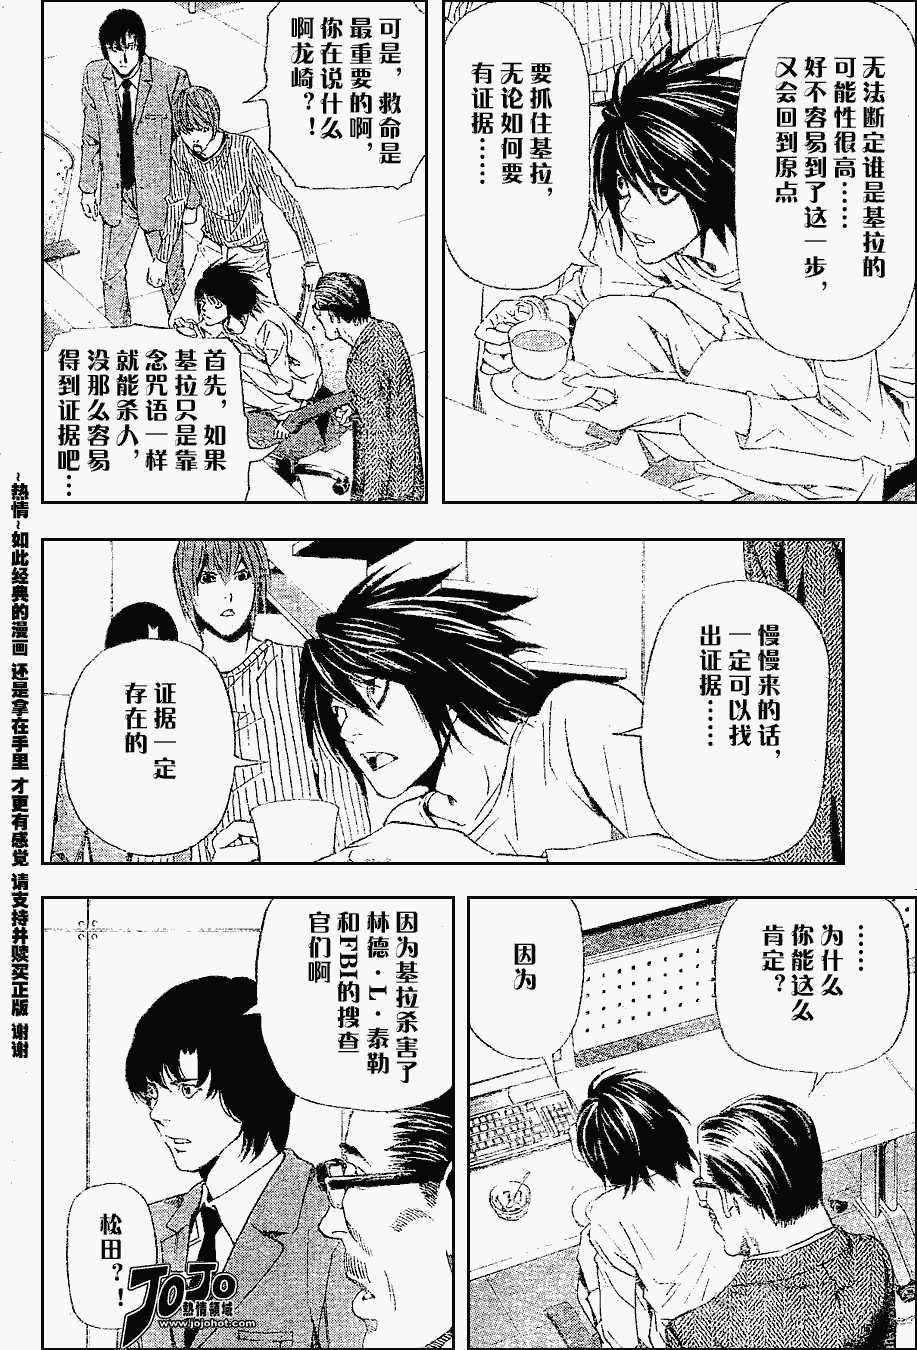 无法断定谁是基拉的
可能性很高……
好不容易到了这一步，
又会回到原点
要抓住基拉，
无论如何要
有证据……
可是，救命是
最重要的啊，
你在说什么
啊龙崎？！
首先，如果
基拉只是靠
念咒语一样
就能杀人，
没那么容易
得到证据吧…
慢慢来的话，
一定可以找
出证据……
证据一定
存在的
……
为什么
你能这么
肯定？
因为
因为基拉杀害了
林德·L·泰勒
和FBI的搜查
官们啊
松田？！
~热情~如此经典的漫画 还是拿在手里 才更有感觉 请支持并赎买正版 谢谢
JOJO
热情领域
www.jojohot.com